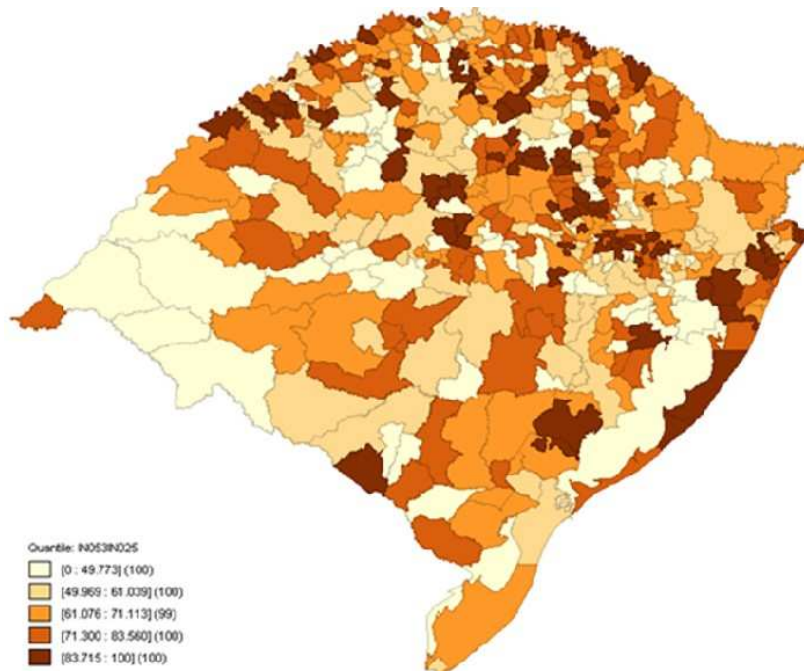 Quantile: IN053IN025
[0 : 49.773] (100)
[49.969 : 61.039] (100)
[61.076 : 71.113] (99)
[71.300 : 83.560] (100)
[83.715 : 100] (100)